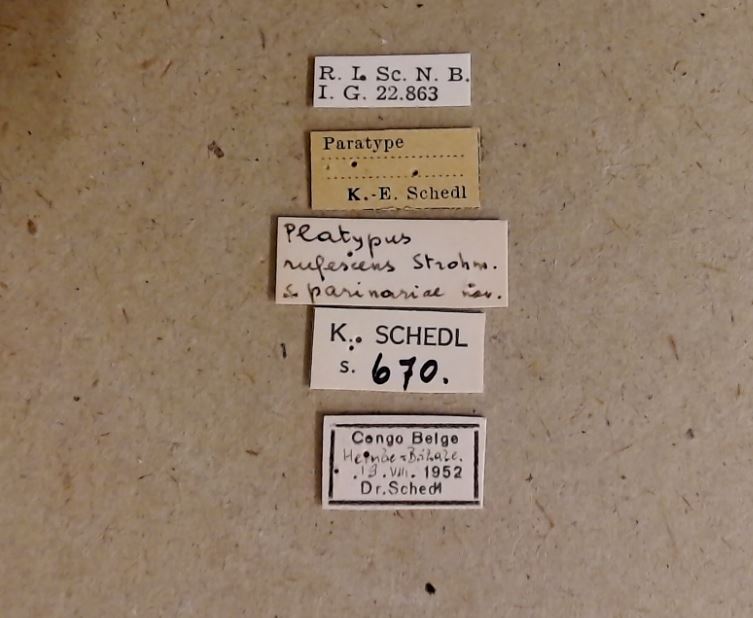 R. I. Sc. N. B.
I. G. 22.863
Paratype
K.-E. Schedl
Platypus
rufescens Strohm.
s. parinariae nov.
K. SCHEDL
s. 670.
Congo Belge
19.VIII. 1952
Dr.Schedl